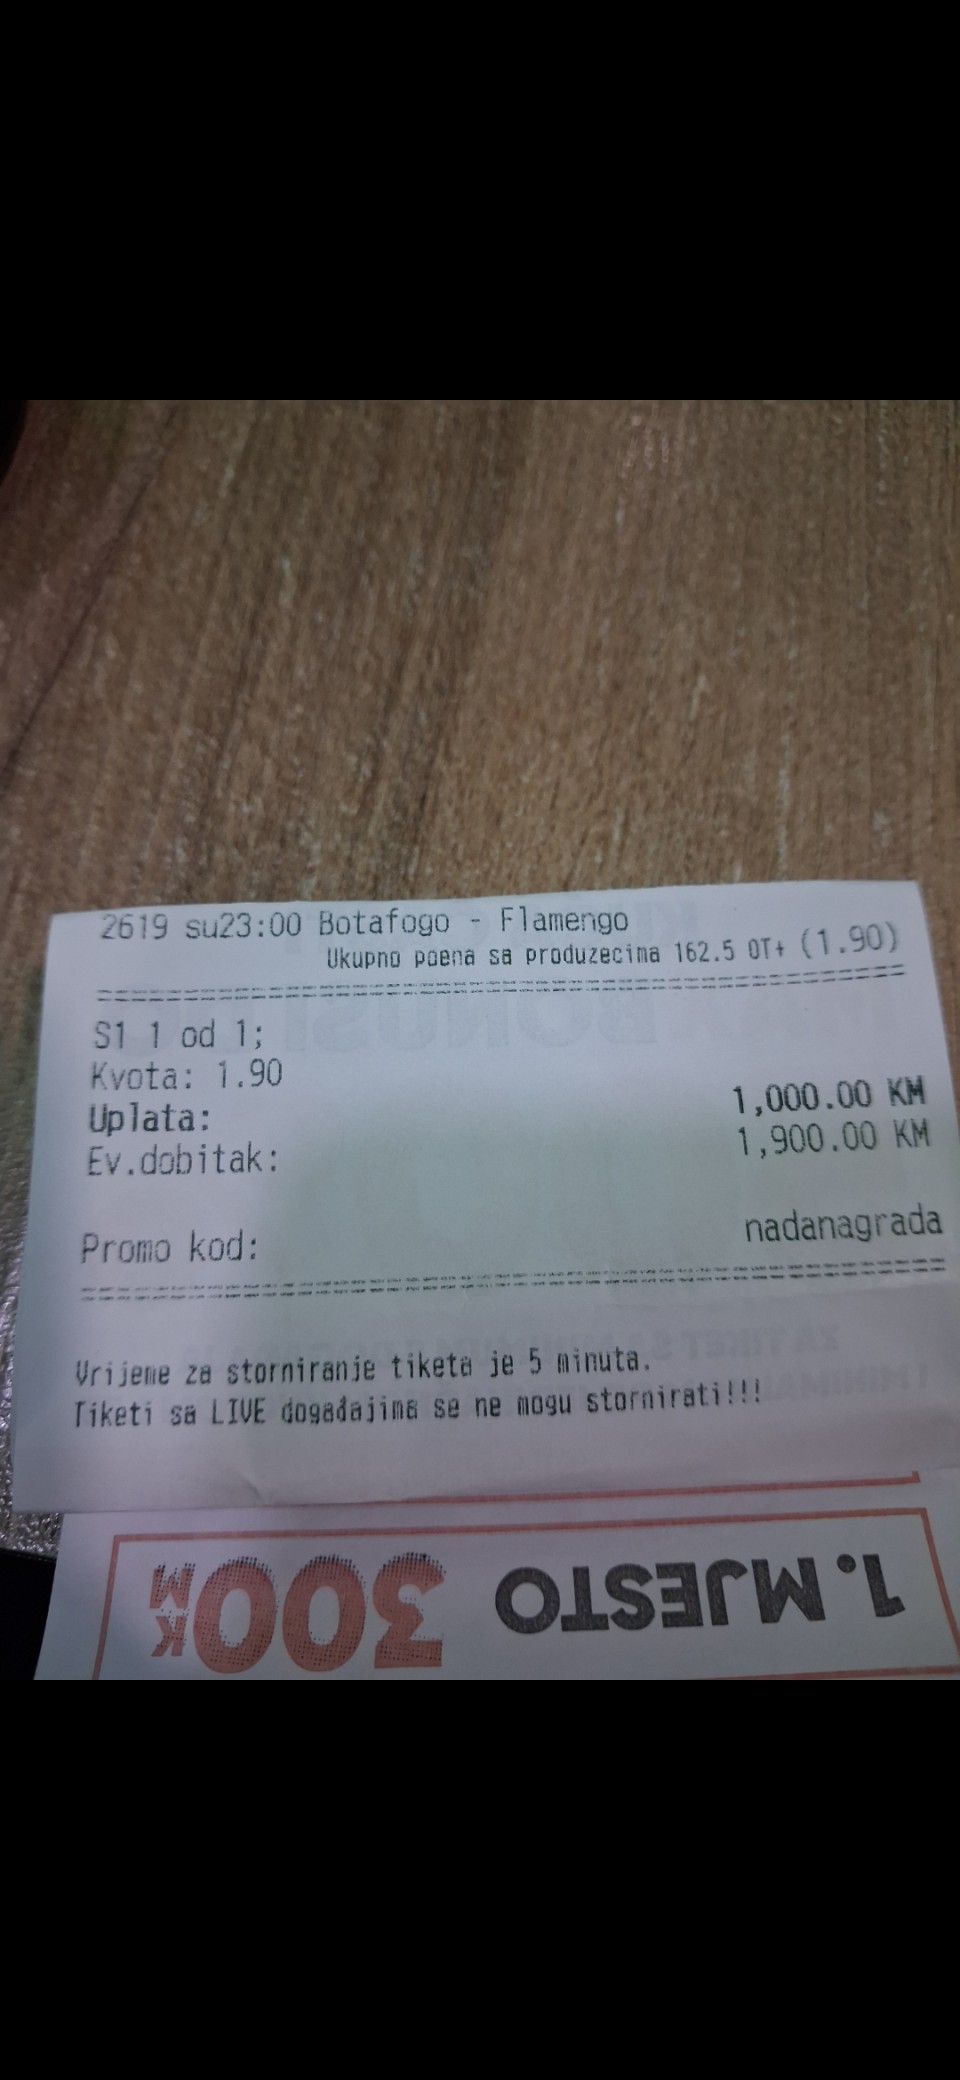 2619 su23:00 Botafogo - Flamengo
Ukupno poena sa produzecima 162.5 OT+ (1.90)
S1 1 od 1;
Kvota: 1.90
Uplata: 1,000.00 KM
Ev.dobitak: 1,900.00 KM
Promo kod: nadanagrada
Vrijeme za storniranje tiketa je 5 minuta.
Tiketi sa LIVE događajima se ne mogu stornirati!!!
1. MJESTO 300KM